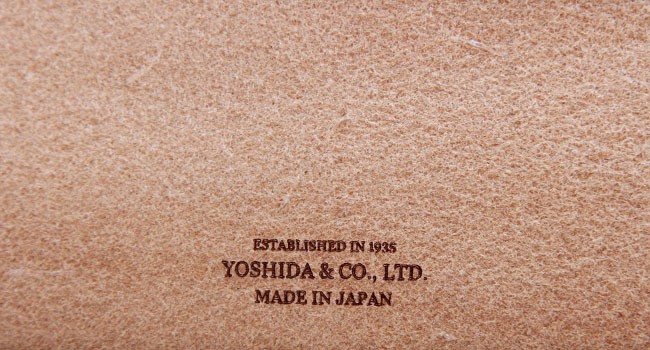 ESTABLISHED IN 1935
YOSHIDA & CO., LTD.
MADE IN JAPAN